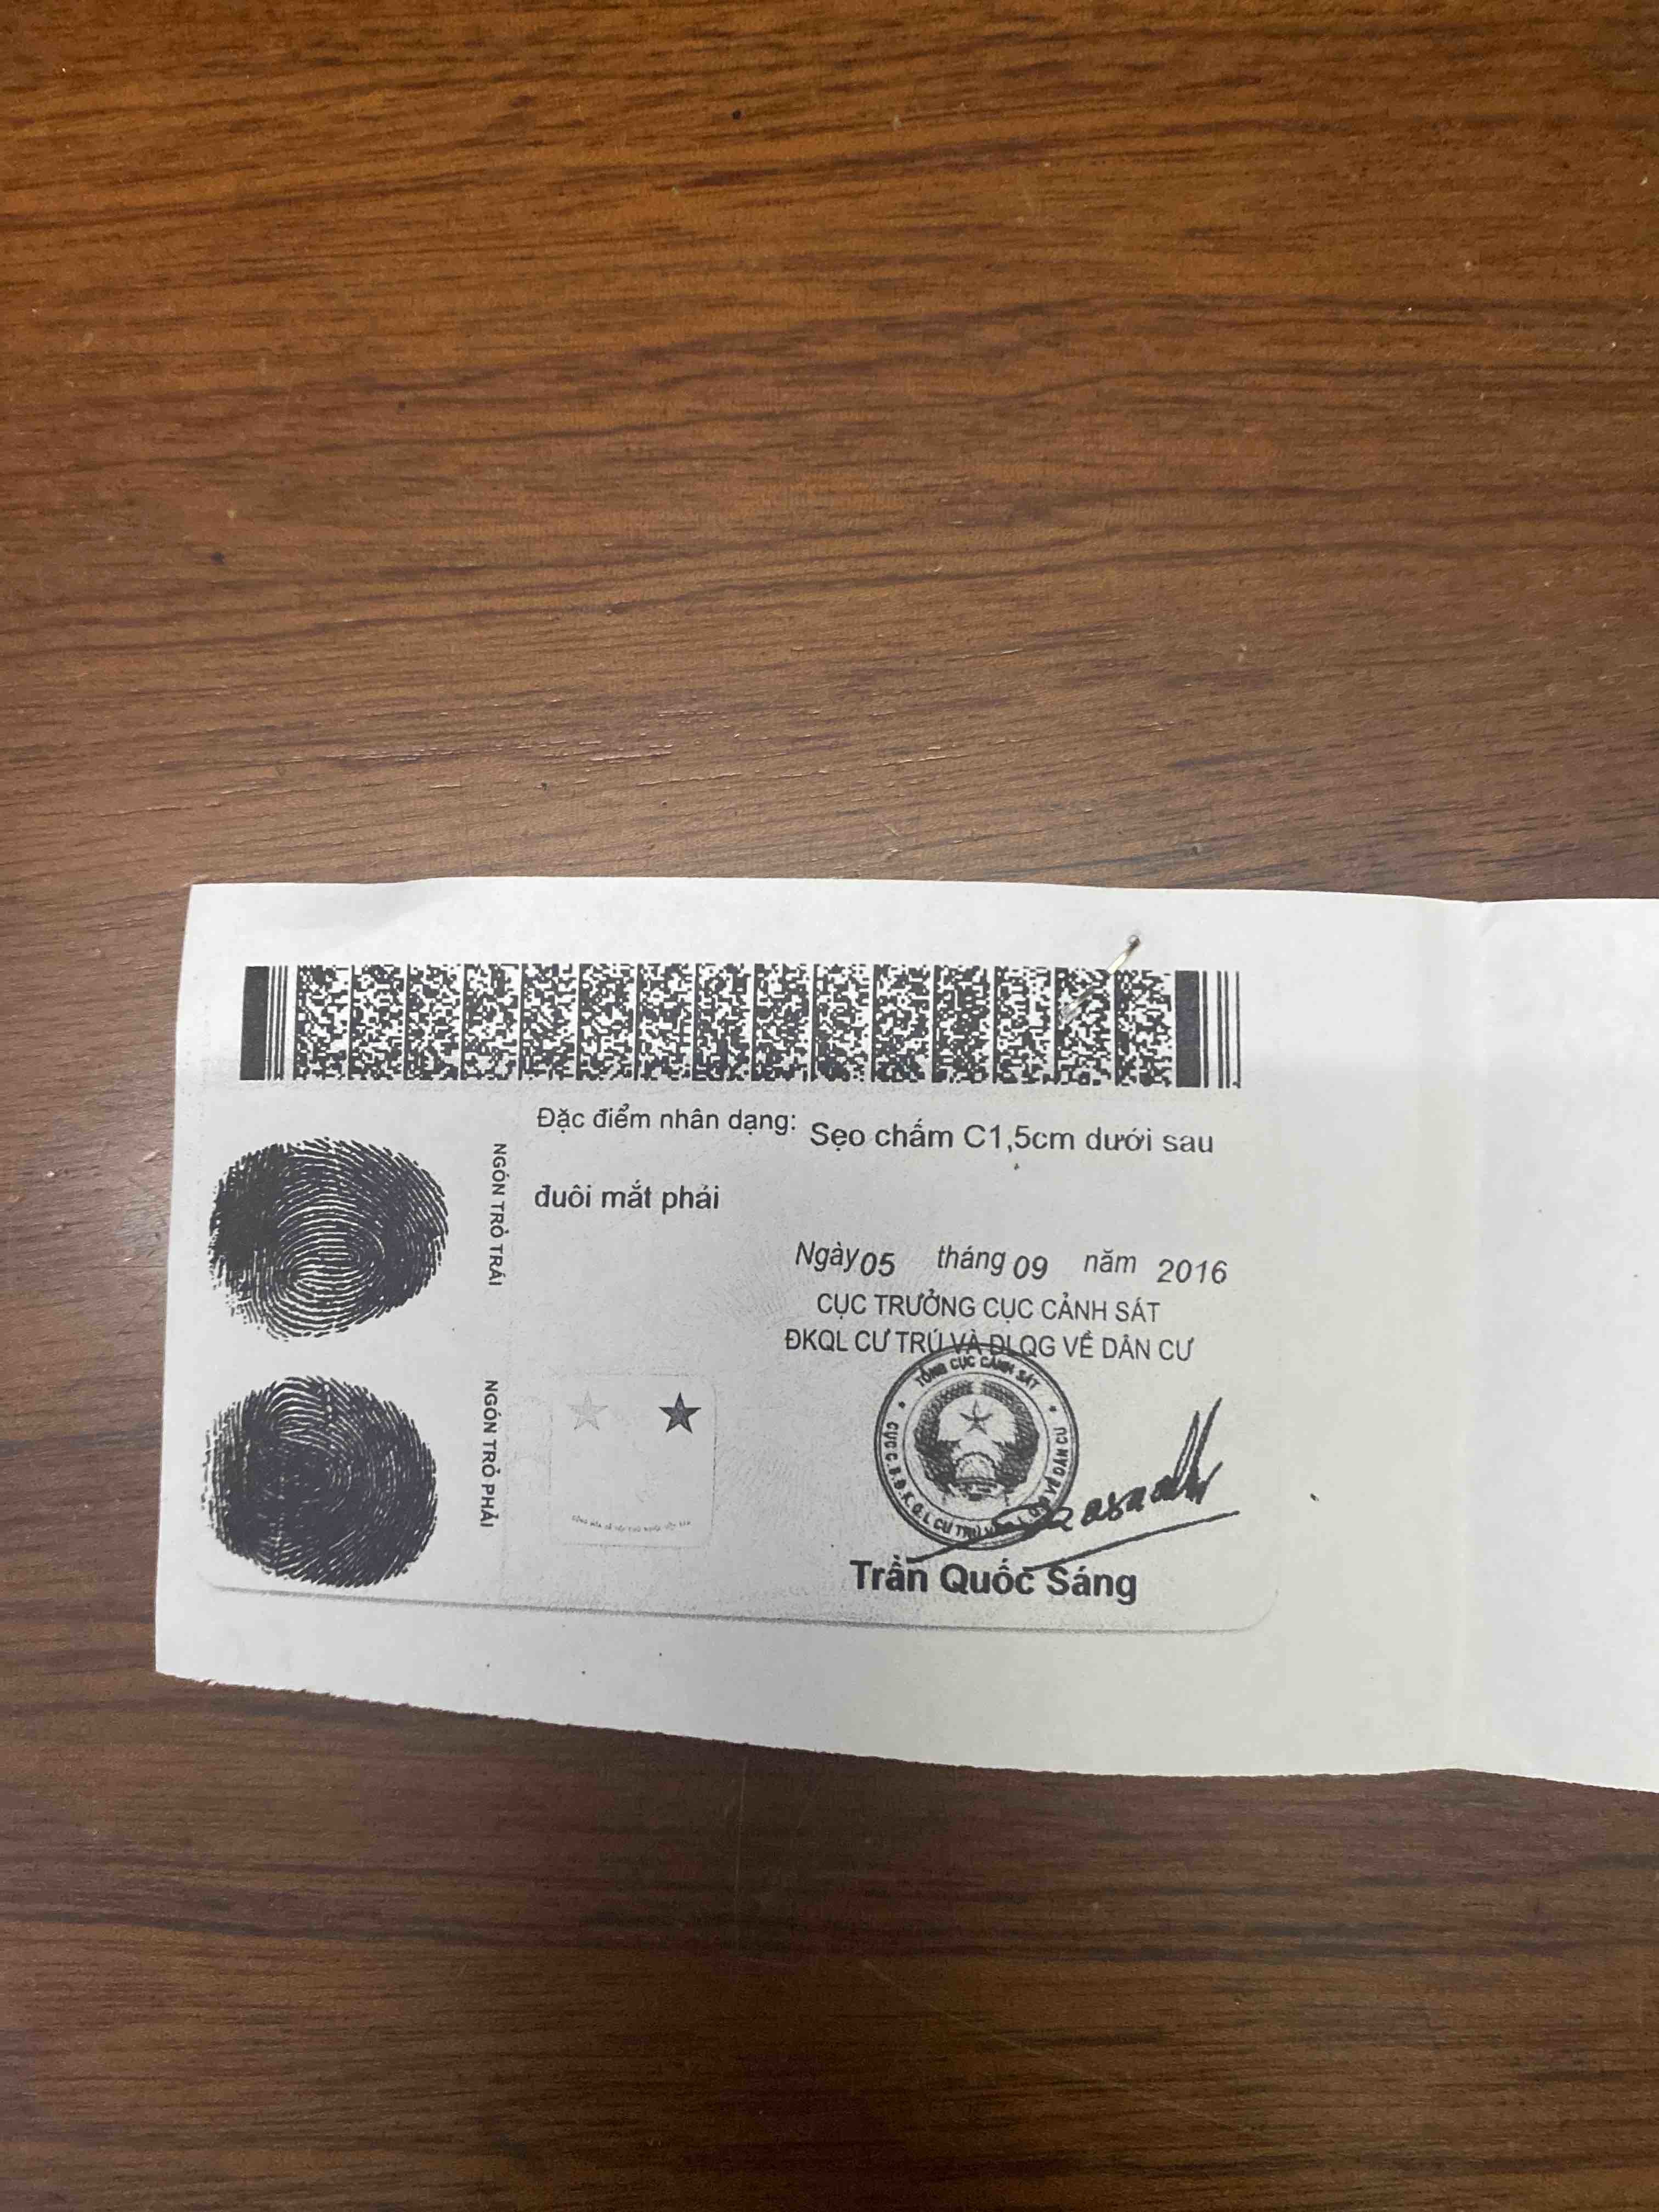 Đặc điểm nhân dạng: Sẹo chấm C1,5cm dưới sau
đuôi mắt phải
NGÓN TRỎ TRÁI
Ngày 05 tháng 09 năm 2016
CỤC TRƯỞNG CỤC CẢNH SÁT
ĐKQL CƯ TRÚ VÀ DLQG VỀ DÂN CƯ
NGÓN TRỎ PHẢI
TỔNG CỤC CẢNH SÁT
Trần Quốc Sáng